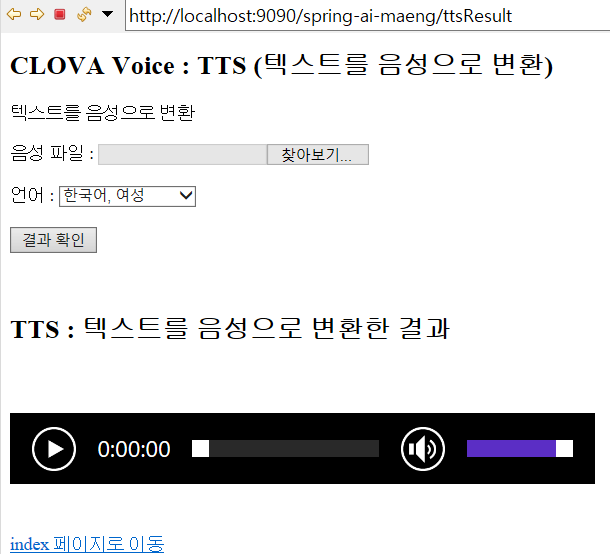 http://localhost:9090/spring-ai-maeng/ttsResult
CLOVA Voice : TTS (텍스트를 음성으로 변환)
텍스트를 음성으로 변환
음성 파일 : 찾아보기...
언어 : 한국어, 여성
결과 확인
TTS : 텍스트를 음성으로 변환한 결과
0:00:00
index 페이지로 이동